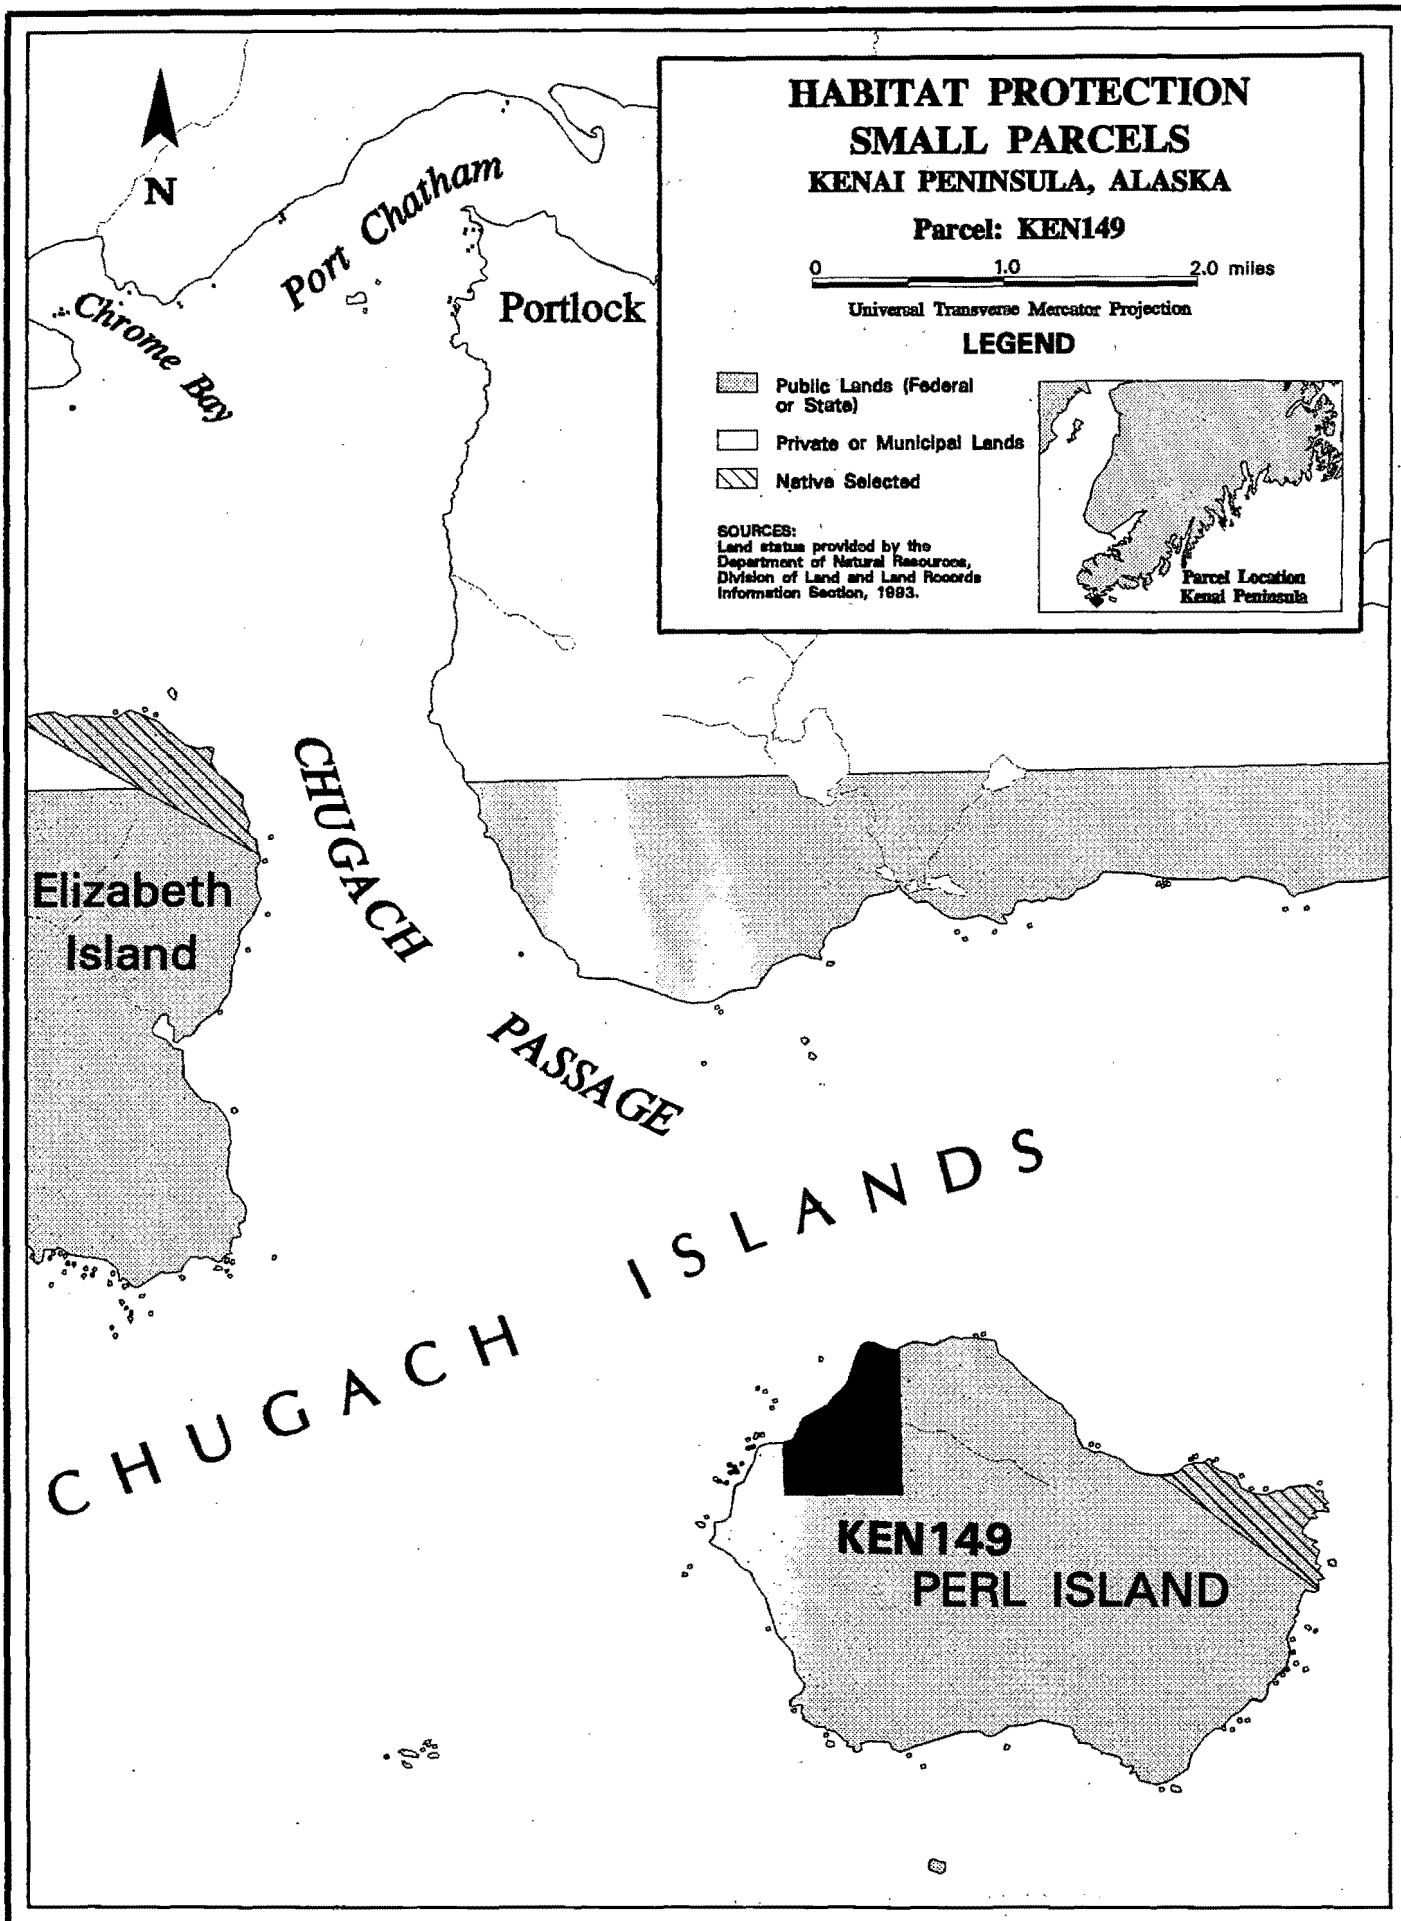 HABITAT PROTECTION
SMALL PARCELS
KENAI PENINSULA, ALASKA
Parcel: KEN149
0 1.0 2.0 miles
Universal Transverse Mercator Projection
LEGEND
Public Lands (Federal
or State)
Private or Municipal Lands
Native Selected
SOURCES:
Land status provided by the
Department of Natural Resources,
Division of Land and Land Records
Information Section, 1993.
Parcel Location
Kenai Peninsula
N
Port Chatham
Chrome Bay
Portlock
CHUGACH
PASSAGE
Elizabeth
Island
CHUGACH ISLANDS
KEN149
PERL ISLAND